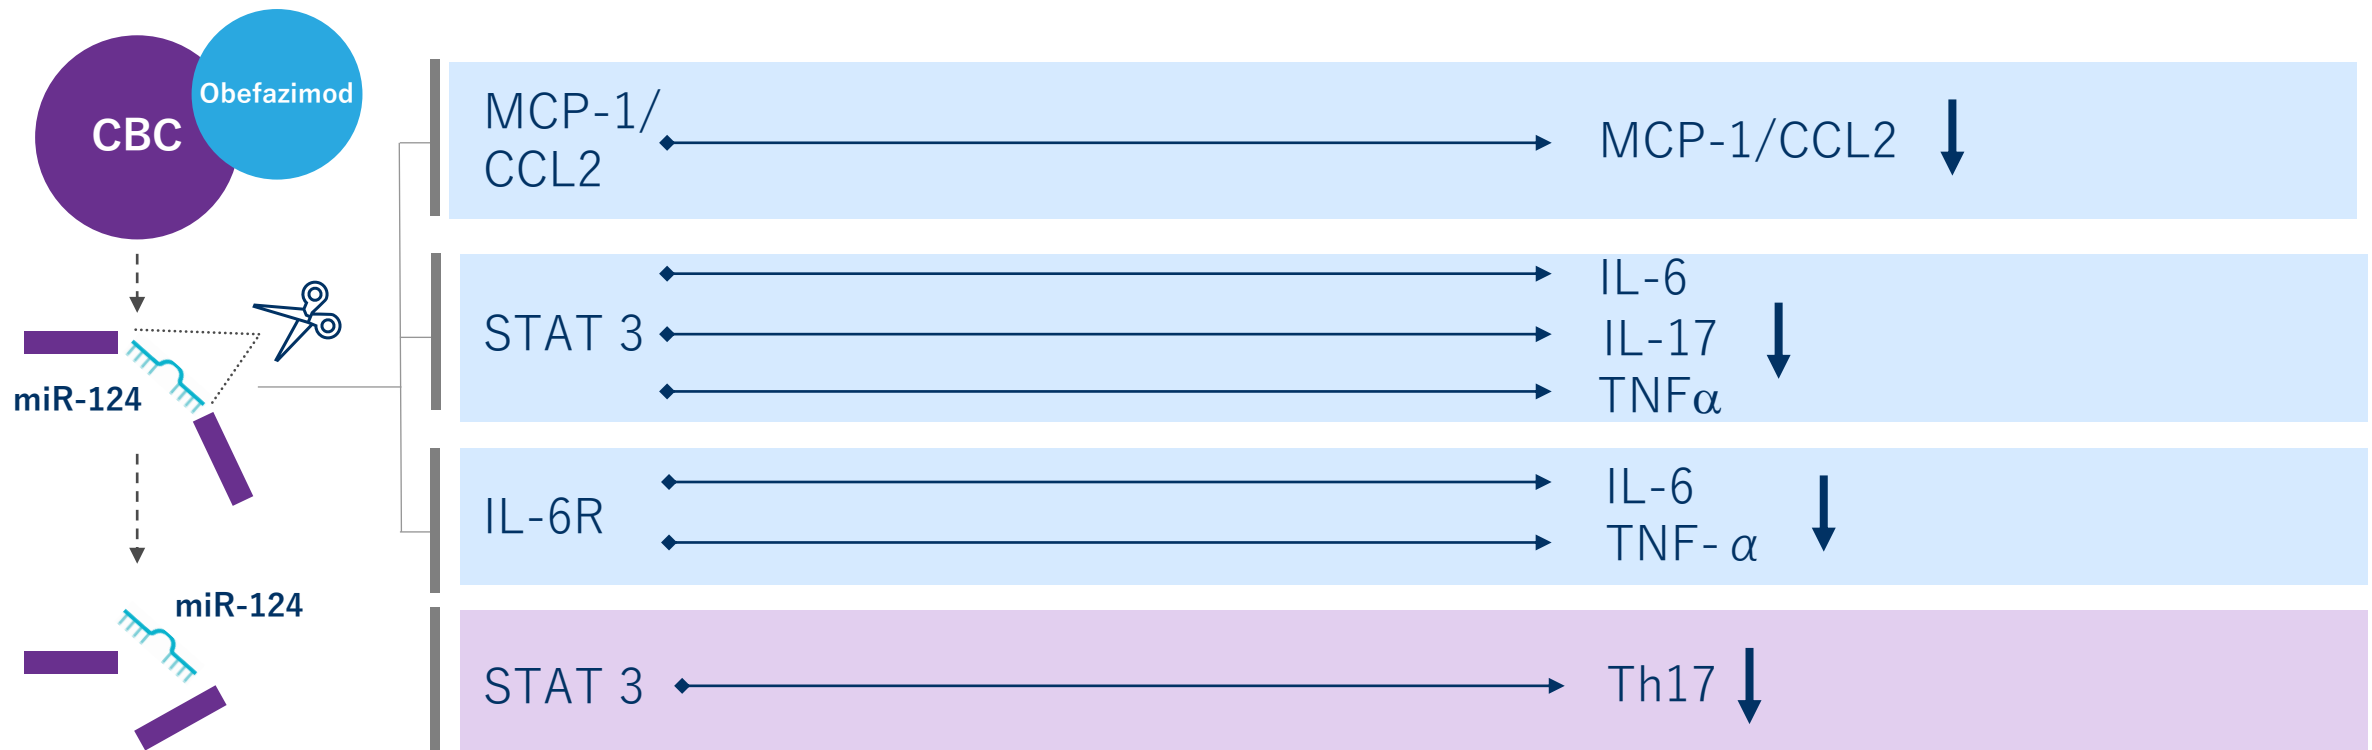 Obefazimod
CBC
miR-124
miR-124
MCP-1/
CCL2
MCP-1/CCL2
STAT 3
IL-6
IL-17
TNFα
IL-6R
IL-6
TNF-α
STAT 3
Th17